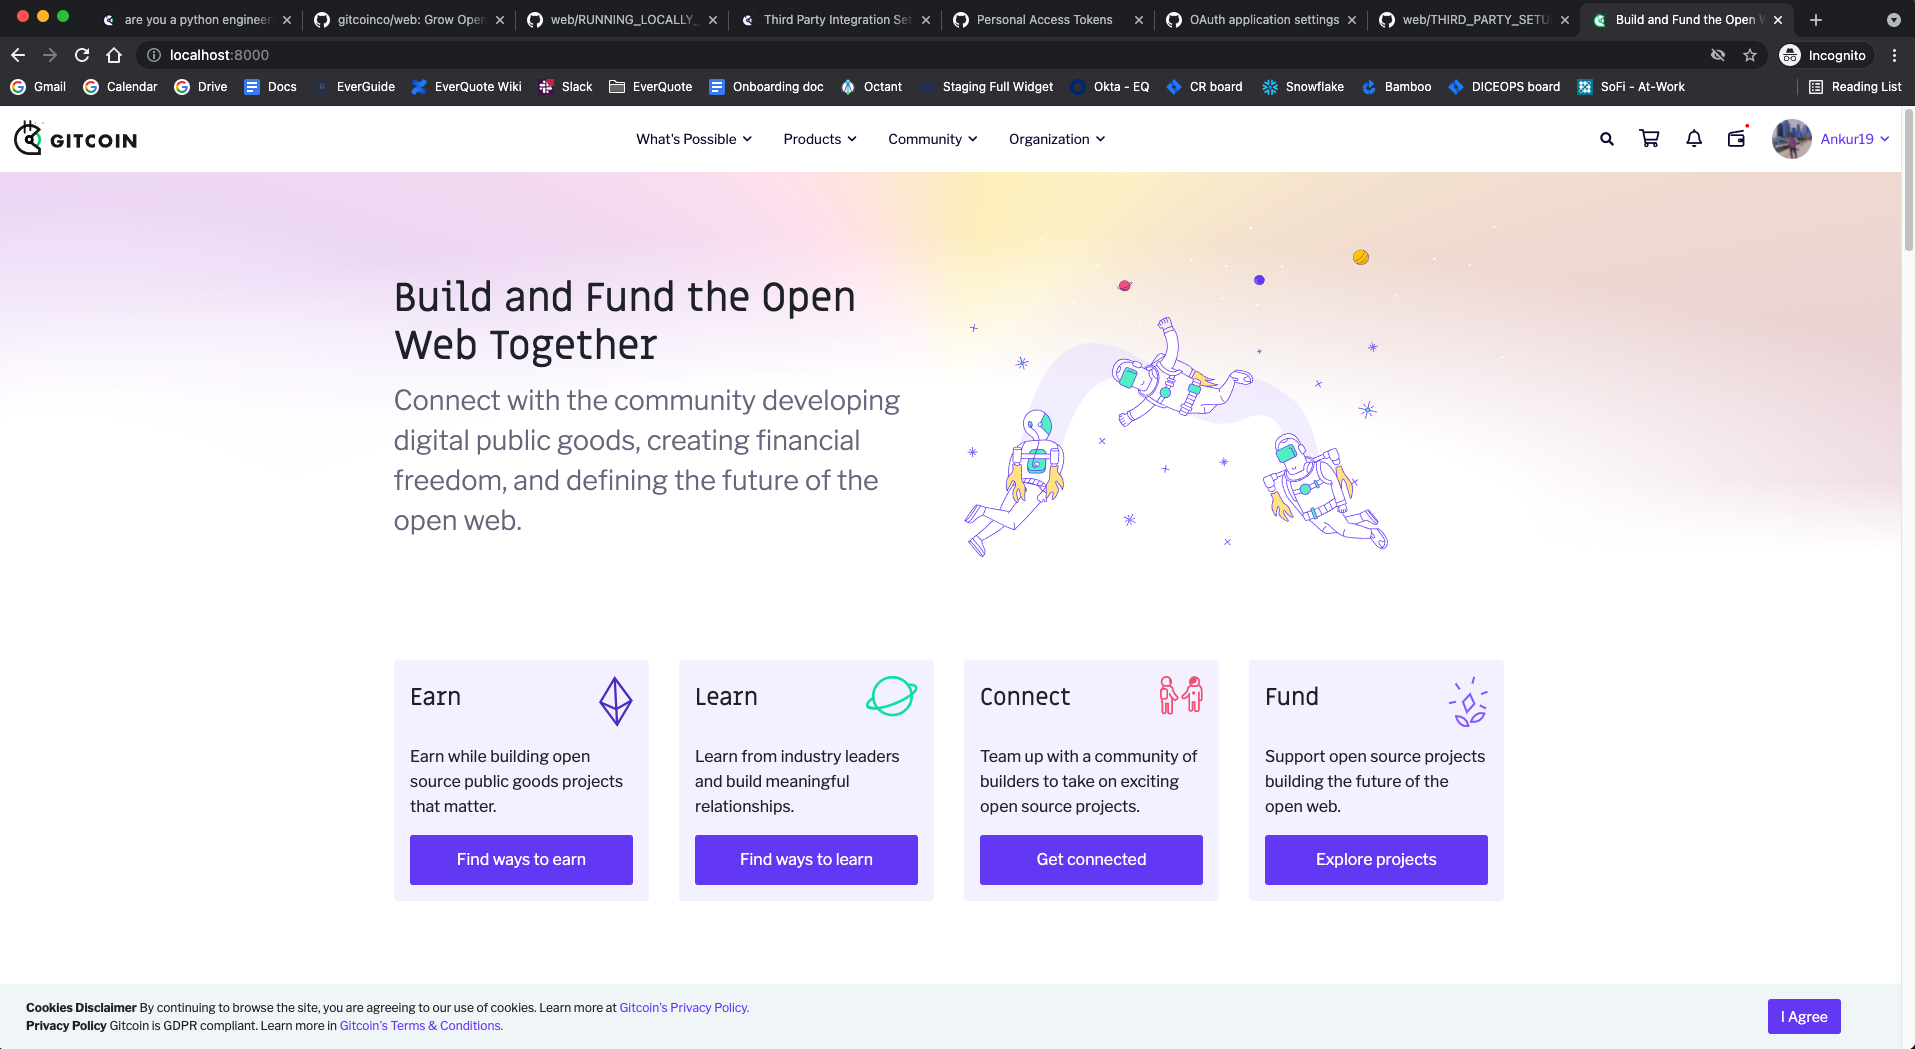 are you a python engineer
gitcoinco/web: Grow Open
web/RUNNING_LOCALLY_
Third Party Integration Set
Personal Access Tokens
OAuth application settings
web/THIRD_PARTY_SETU
Build and Fund the Open W
localhost:8000
Incognito
Gmail
Calendar
Drive
Docs
EverGuide
EverQuote Wiki
Slack
EverQuote
Onboarding doc
Octant
Staging Full Widget
Okta - EQ
CR board
Snowflake
Bamboo
DICEOPS board
SoFi - At-Work
Reading List
GITCOIN
What's Possible
Products
Community
Organization
Ankur19
Build and Fund the Open
Web Together
Connect with the community developing
digital public goods, creating financial
freedom, and defining the future of the
open web.
Earn
Earn while building open
source public goods projects
that matter.
Find ways to earn
Learn
Learn from industry leaders
and build meaningful
relationships.
Find ways to learn
Connect
Team up with a community of
builders to take on exciting
open source projects.
Get connected
Fund
Support open source projects
building the future of the
open web.
Explore projects
Cookies Disclaimer By continuing to browse the site, you are agreeing to our use of cookies. Learn more at Gitcoin's Privacy Policy.
Privacy Policy Gitcoin is GDPR compliant. Learn more in Gitcoin's Terms & Conditions.
I Agree